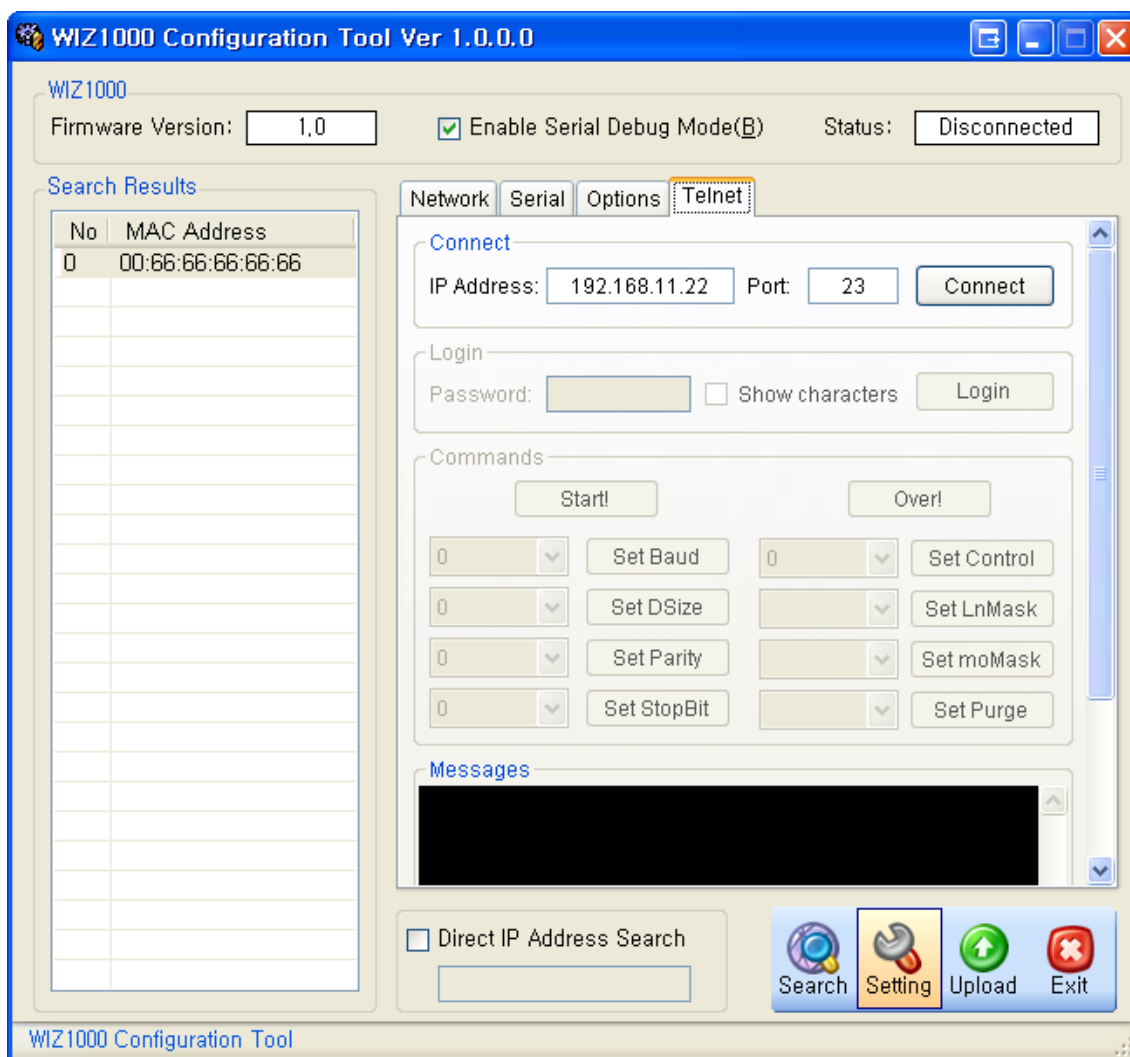 WIZ1000 Configuration Tool Ver 1.0.0.0
WIZ1000
Firmware Version: 1,0 Enable Serial Debug Mode(B) Status: Disconnected
Search Results
No MAC Address
0 00:66:66:66:66:66
Network Serial Options Telnet
Connect
IP Address: 192.168.11.22 Port: 23 Connect
Login
Password: Show characters Login
Commands
Start! Over!
0 Set Baud 0 Set Control
0 Set DSize Set LnMask
0 Set Parity Set moMask
0 Set StopBit Set Purge
Messages
Direct IP Address Search
Search Setting Upload Exit
WIZ1000 Configuration Tool